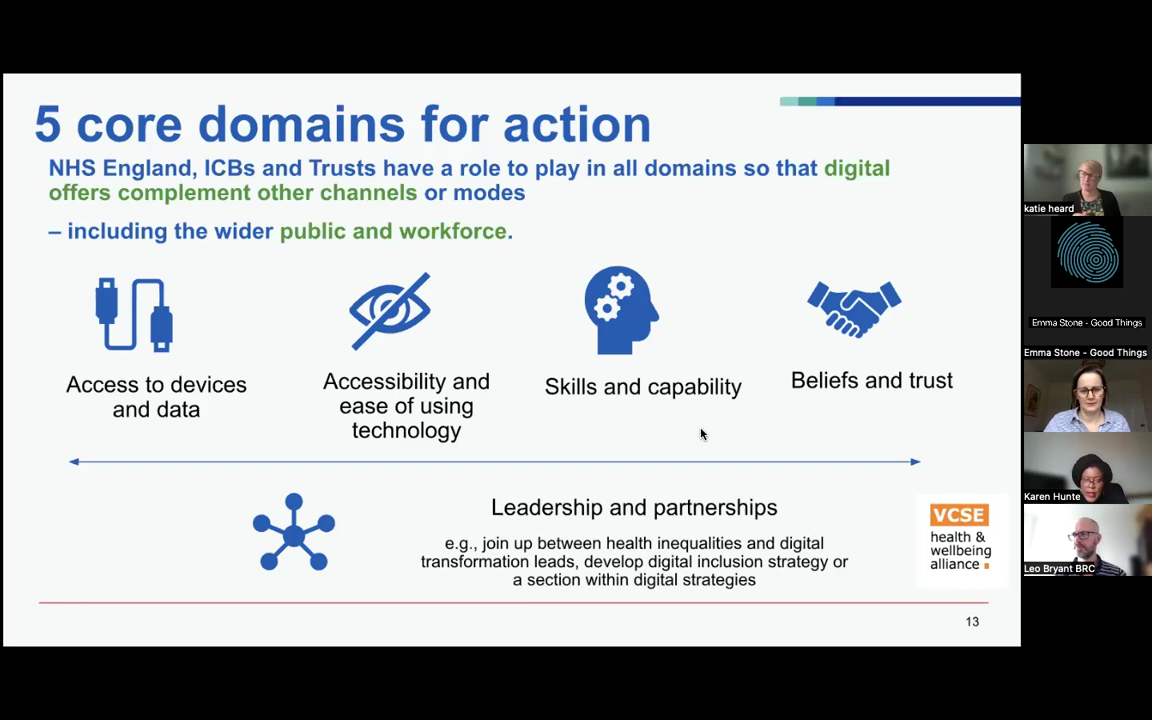 5 core domains for action
NHS England, ICBs and Trusts have a role to play in all domains so that digital
offers complement other channels or modes
– including the wider public and workforce.
Access to devices
and data
Accessibility and
ease of using
technology
Skills and capability
Beliefs and trust
Leadership and partnerships
e.g., join up between health inequalities and digital
transformation leads, develop digital inclusion strategy or
a section within digital strategies
VCSE
health &
wellbeing
alliance
13
katie heard
Emma Stone - Good Things
Emma Stone - Good Things
Karen Hunte
Leo Bryant BRC